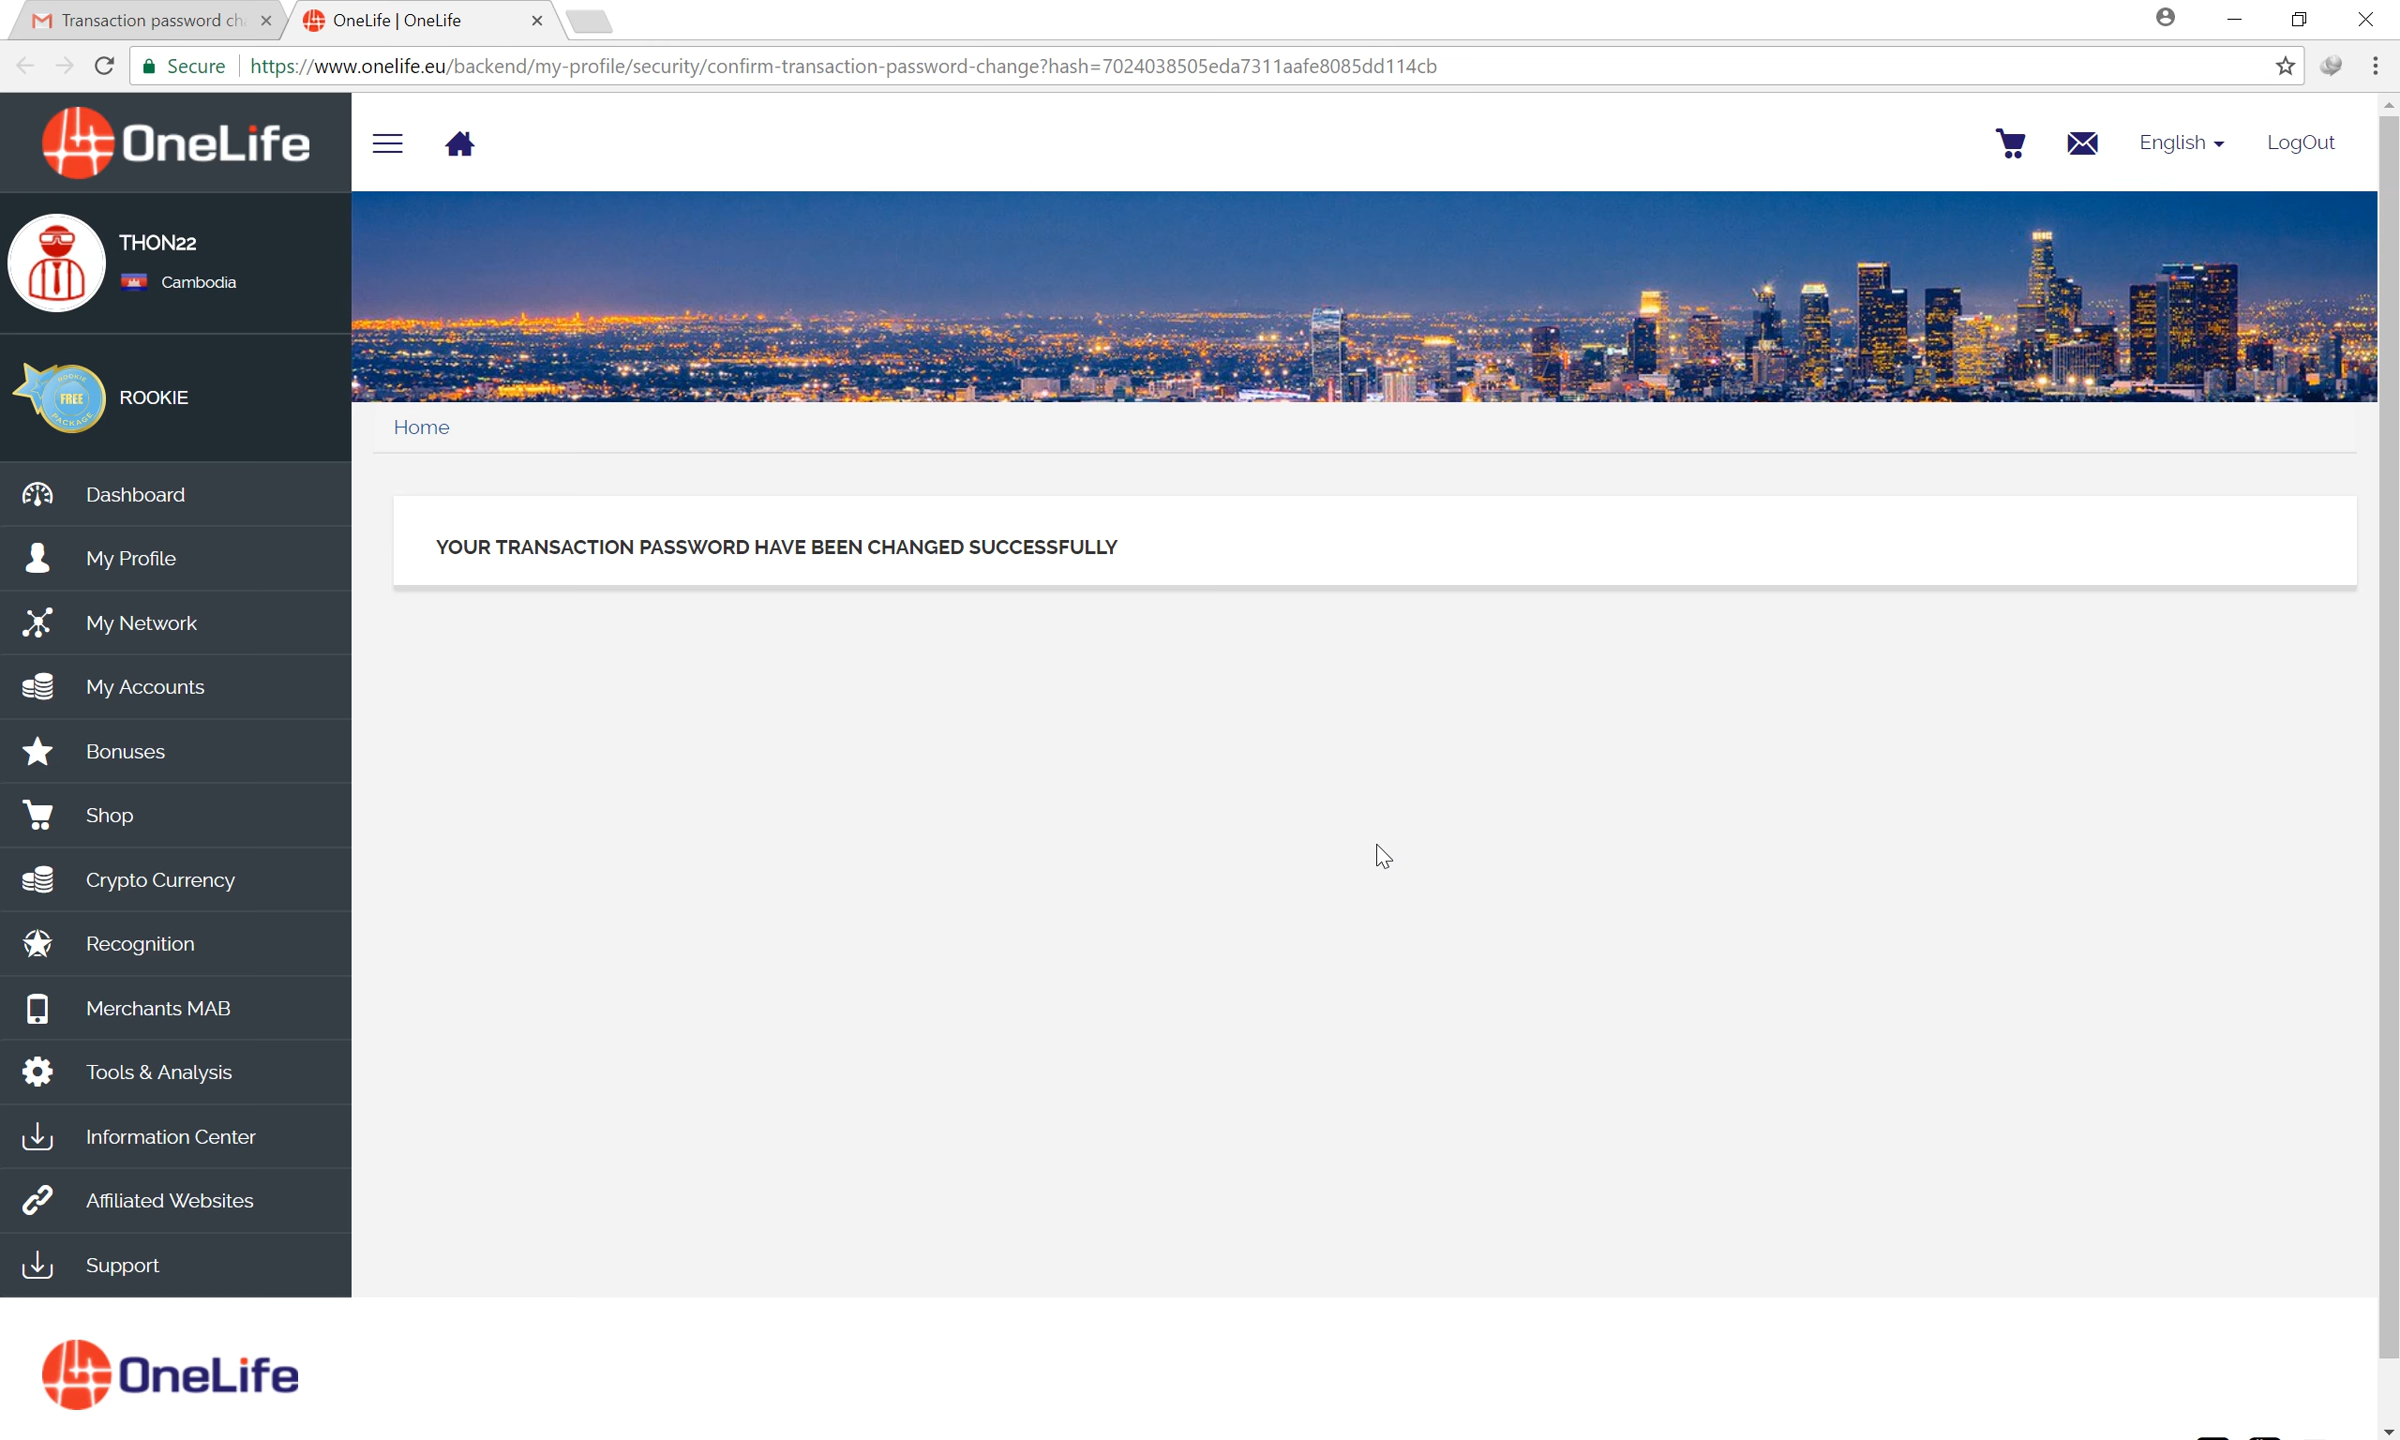 Transaction password ch
OneLife | OneLife
Secure
https://www.onelife.eu/backend/my-profile/security/confirm-transaction-password-change?hash=7024038505eda7311aafe8085dd114cb
OneLife
English
LogOut
THON22
Cambodia
ROOKIE
FREE
PACKAGE
ROOKIE
Home
YOUR TRANSACTION PASSWORD HAVE BEEN CHANGED SUCCESSFULLY
Dashboard
My Profile
My Network
My Accounts
Bonuses
Shop
Crypto Currency
Recognition
Merchants MAB
Tools & Analysis
Information Center
Affiliated Websites
Support
OneLife